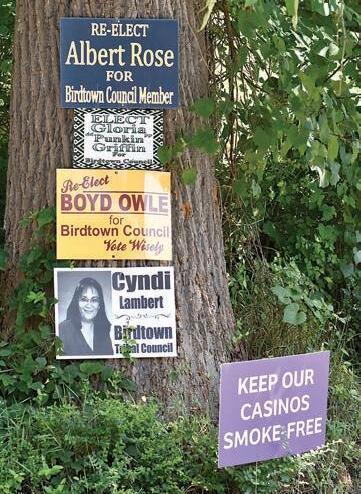 RE-ELECT
Albert Rose
FOR
Birdtown Council Member
ELECT
Gloria
"Punkin"
Griffin
For
Birdtown Council
Re-Elect
BOYD OWLE
for
Birdtown Council
Vote Wisely
Cyndi
Lambert
Birdtown
Tribal Council
KEEP OUR
CASINOS
SMOKE-FREE